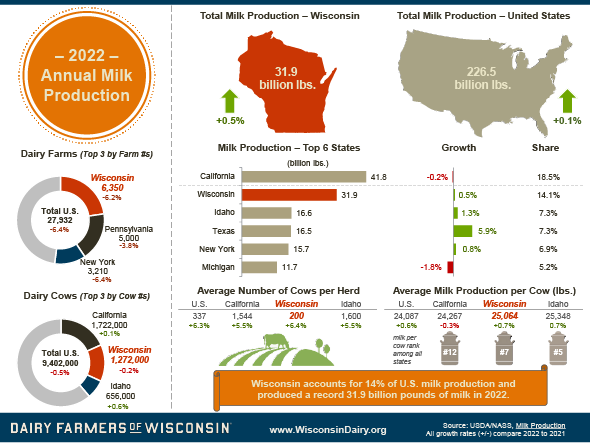 – 2022 –
Annual Milk
Production
Total Milk Production – Wisconsin
31.9
billion lbs.
+0.5%
Total Milk Production – United States
226.5
billion lbs.
+0.1%
Dairy Farms (Top 3 by Farm #s)
Total U.S.
27,932
-6.4%
Wisconsin
6,350
-6.2%
Pennsylvania
5,000
-3.8%
New York
3,210
-6.4%
Dairy Cows (Top 3 by Cow #s)
Total U.S.
9,402,000
-0.5%
California
1,722,000
+0.1%
Wisconsin
1,272,000
-0.2%
Idaho
656,000
+0.6%
Milk Production – Top 6 States Growth Share
(billion lbs.)
California 41.8 -0.2% 18.5%
Wisconsin 31.9 0.5% 14.1%
Idaho 16.6 1.3% 7.3%
Texas 16.5 5.9% 7.3%
New York 15.7 0.8% 6.9%
Michigan 11.7 -1.8% 5.2%
Average Number of Cows per Herd
U.S. California Wisconsin Idaho
337 1,544 200 1,600
+6.3% +5.5% +6.4% +5.5%
Average Milk Production per Cow (lbs.)
U.S. California Wisconsin Idaho
24,087 24,267 25,064 25,348
+0.6% -0.3% +0.7% 0.7%
milk per
cow rank
among all
states
#12 #7 #5
Wisconsin accounts for 14% of U.S. milk production and
produced a record 31.9 billion pounds of milk in 2022.
DAIRY FARMERS OF WISCONSIN
www.WisconsinDairy.org
Source: USDA/NASS, Milk Production
All growth rates (+/-) compare 2022 to 2021